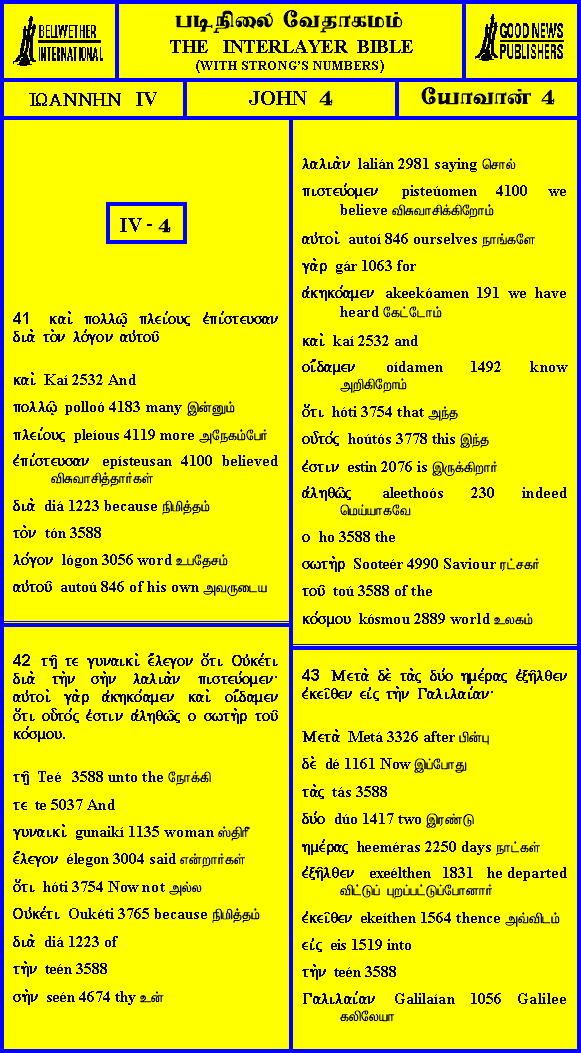 BELLWETHER
INTERNATIONAL
படிநிலை வேதாகமம்
THE INTERLAYER BIBLE
(WITH STRONG'S NUMBERS)
GOOD NEWS
PUBLISHERS
ΙΩΑΝΝΗΝ IV
JOHN 4
யோவான் 4
IV - 4
41 καὶ πολλῷ πλείους ἐπίστευσαν
διὰ τὸν λόγον αὐτοῦ
καὶ Kaí 2532 And
πολλῷ polloó 4183 many இன்னும்
πλείους pleíous 4119 more அநேகம்பேர்
ἐπίστευσαν epísteusan 4100 believed
விசுவாசித்தார்கள்
διὰ diá 1223 because நிமித்தம்
τὸν tón 3588
λόγον lógon 3056 word உபதேசம்
αὐτοῦ autoú 846 of his own அவருடைய
42 τῇ τε γυναικὶ ἔλεγον ὅτι Οὐκέτι
διὰ τὴν σὴν λαλιὰν πιστεύομεν·
αὐτοὶ γὰρ ἀκηκόαμεν καὶ οἴδαμεν
ὅτι οὗτός ἐστιν ἀληθῶς ο σωτὴρ τοῦ
κόσμου.
τῇ Teé 3588 unto the நோக்கி
τε te 5037 And
γυναικὶ gunaikí 1135 woman ஸ்திரீ
ἔλεγον élegon 3004 said என்றார்கள்
ὅτι hóti 3754 Now not அல்ல
Οὐκέτι Oukéti 3765 because நிமித்தம்
διὰ diá 1223 of
τὴν teén 3588
σὴν seén 4674 thy உன்
λαλιὰν lalián 2981 saying சொல்
πιστεύομεν pisteúomen 4100 we
believe விசுவாசிக்கிறோம்
αὐτοὶ autoí 846 ourselves நாங்களே
γὰρ gár 1063 for
ἀκηκόαμεν akeekóamen 191 we have
heard கேட்டோம்
καὶ kaí 2532 and
οἴδαμεν oídamen 1492 know
அறிகிறோம்
ὅτι hóti 3754 that அந்த
οὗτός hoútós 3778 this இந்த
ἐστιν estin 2076 is இருக்கிறார்
ἀληθῶς aleethoós 230 indeed
மெய்யாகவே
ο ho 3588 the
σωτὴρ Sooteér 4990 Saviour ரட்சகர்
τοῦ toú 3588 of the
κόσμου kósmou 2889 world உலகம்
43 Μετὰ δὲ τὰς δύο ημέρας ἐξῆλθεν
ἐκεῖθεν εἰς τὴν Γαλιλαίαν·
Μετὰ Metá 3326 after பின்பு
δὲ dé 1161 Now இப்போது
τὰς tás 3588
δύο dúo 1417 two இரண்டு
ημέρας heeméras 2250 days நாட்கள்
ἐξῆλθεν exeélthen 1831 he departed
விட்டுப் புறப்பட்டுப்போனார்
ἐκεῖθεν ekeíthen 1564 thence அவ்விடம்
εἰς eis 1519 into
τὴν teén 3588
Γαλιλαίαν Galilaían 1056 Galilee
கலிலேயா